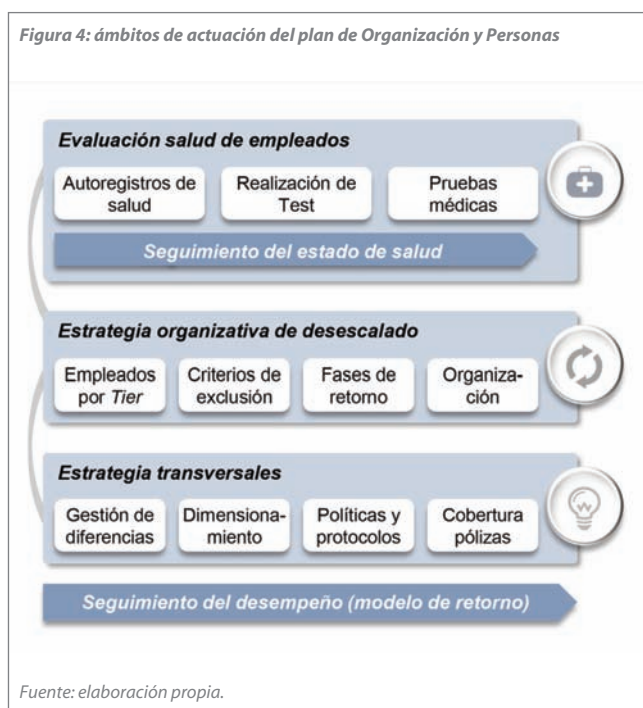 Figura 4: ámbitos de actuación del plan de Organización y Personas
Evaluación salud de empleados
Autoregistros de
salud
Realización de
Test
Pruebas
médicas
Seguimiento del estado de salud
Estrategia organizativa de desescalado
Empleados
por Tier
Criterios de
exclusión
Fases de
retorno
Organiza-
ción
Estrategia transversales
Gestión de
diferencias
Dimensiona-
miento
Políticas y
protocolos
Cobertura
pólizas
Seguimiento del desempeño (modelo de retorno)
Fuente: elaboración propia.